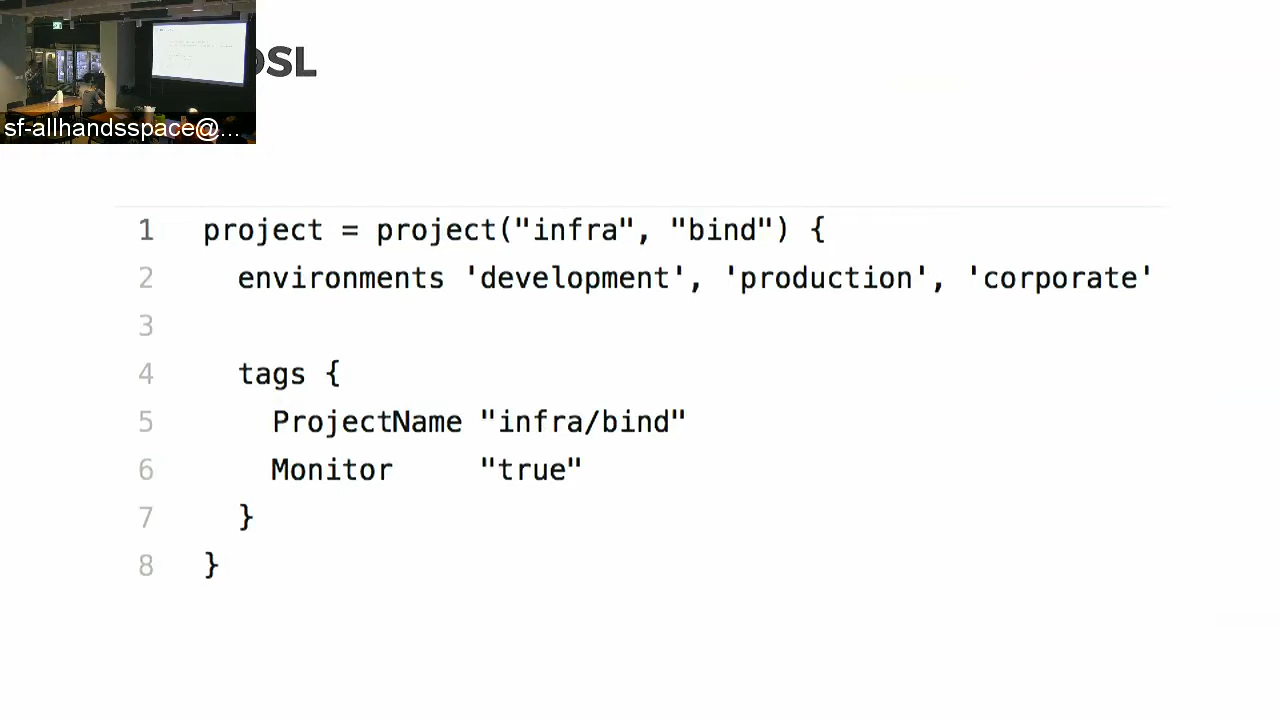 DSL
sf-allhandsspace@...
1 project = project("infra", "bind") {
2   environments 'development', 'production', 'corporate'
3
4   tags {
5     ProjectName "infra/bind"
6     Monitor     "true"
7   }
8 }